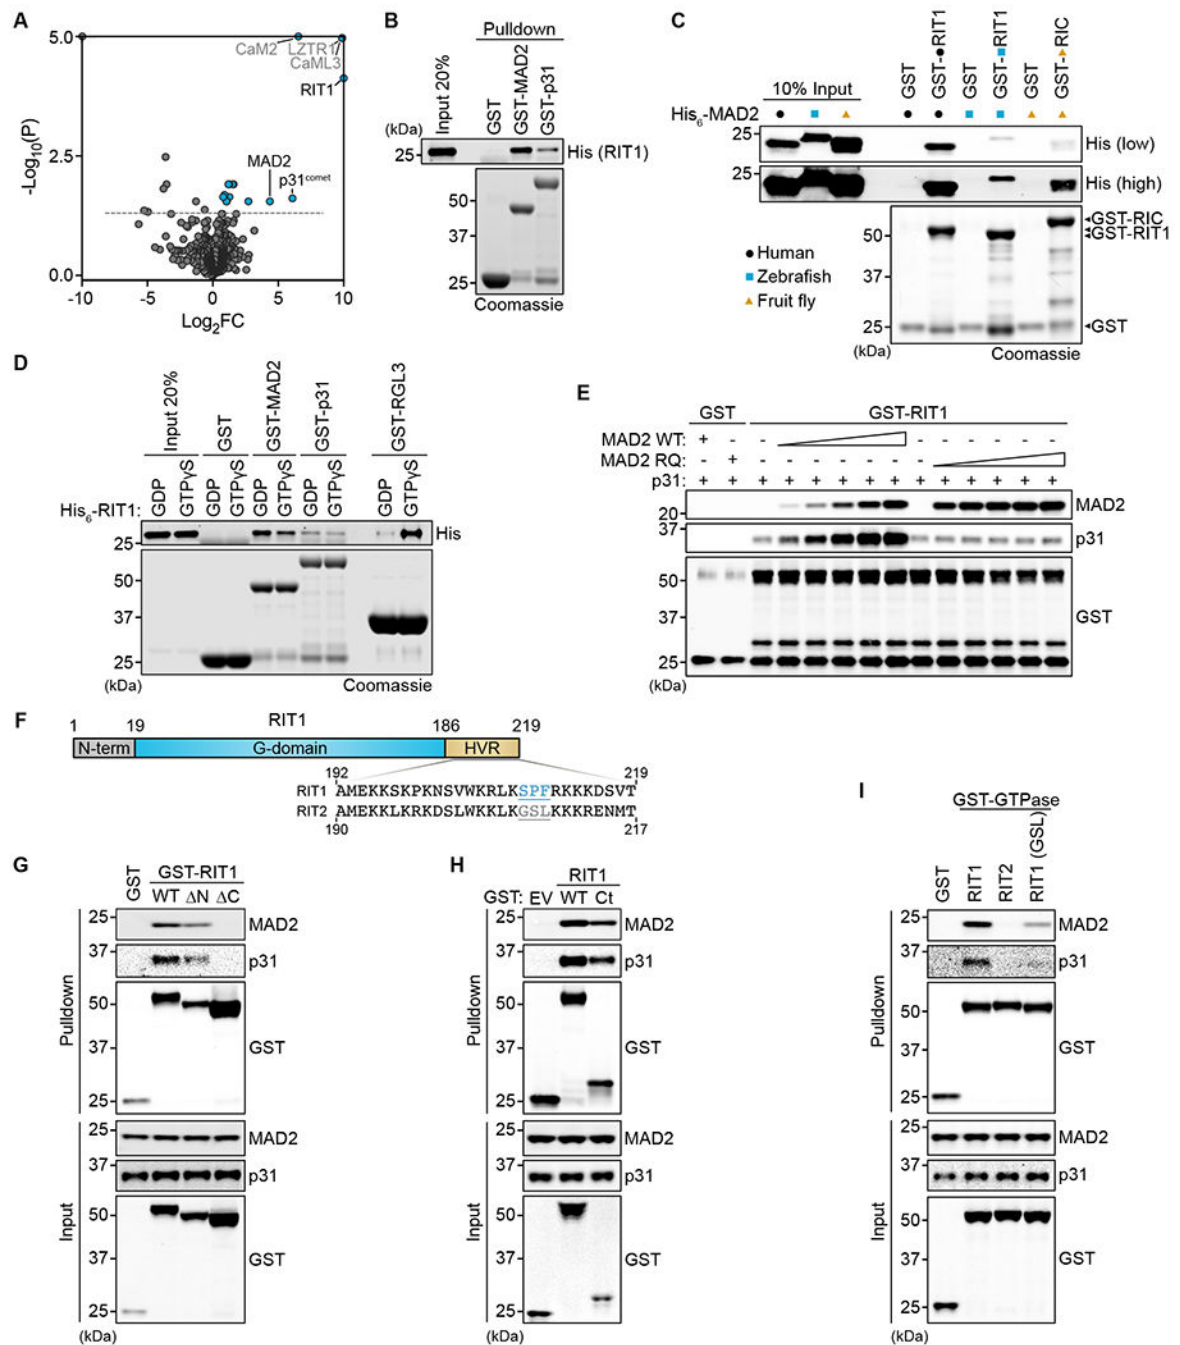 A
5.0
2.5
0.0
-10
-5
0
5
10
-Log10(P)
Log2FC
CaM2
LZTR1
CaML3
RIT1
MAD2
p31comet
B
Pulldown
Input 20%
GST
GST-MAD2
GST-p31
(kDa)
25
His (RIT1)
50
37
25
Coomassie
C
10% Input
His6-MAD2
GST
GST-RIT1
GST
GST-RIT1
GST
GST-RIC
25
His (low)
25
His (high)
50
37
25
(kDa)
GST-RIC
GST-RIT1
GST
Human
Zebrafish
Fruit fly
Coomassie
D
Input 20%
GST
GST-MAD2
GST-p31
GST-RGL3
His6-RIT1:
GDP
GTPγS
GDP
GTPγS
GDP
GTPγS
GDP
GTPγS
GDP
GTPγS
25
His
50
37
25
(kDa)
Coomassie
E
GST
GST-RIT1
MAD2 WT: + - - - - - - - - -
MAD2 RQ: - + - - - - - - -
p31: + + + + + + + + + + + + + +
20
MAD2
37
p31
50
37
25
GST
(kDa)
F
RIT1
1 19 186 219
N-term G-domain HVR
192 219
RIT1 AMEKKSKPKNSVWKRLKSPFRKKKDSVT
RIT2 AMEKKLKRKDSLWKKLKGSLKKKRENMT
190 217
G
GST
GST-RIT1
WT ΔN ΔC
Pulldown
25
MAD2
37
p31
50
37
25
GST
Input
25
MAD2
37
p31
50
37
25
GST
(kDa)
H
RIT1
GST: EV WT Ct
Pulldown
25
MAD2
37
p31
50
37
25
GST
Input
25
MAD2
37
p31
50
37
25
GST
(kDa)
I
GST-GTPase
GST
RIT1
RIT2
RIT1 (GSL)
Pulldown
25
MAD2
37
p31
50
37
25
GST
Input
25
MAD2
37
p31
50
37
25
GST
(kDa)